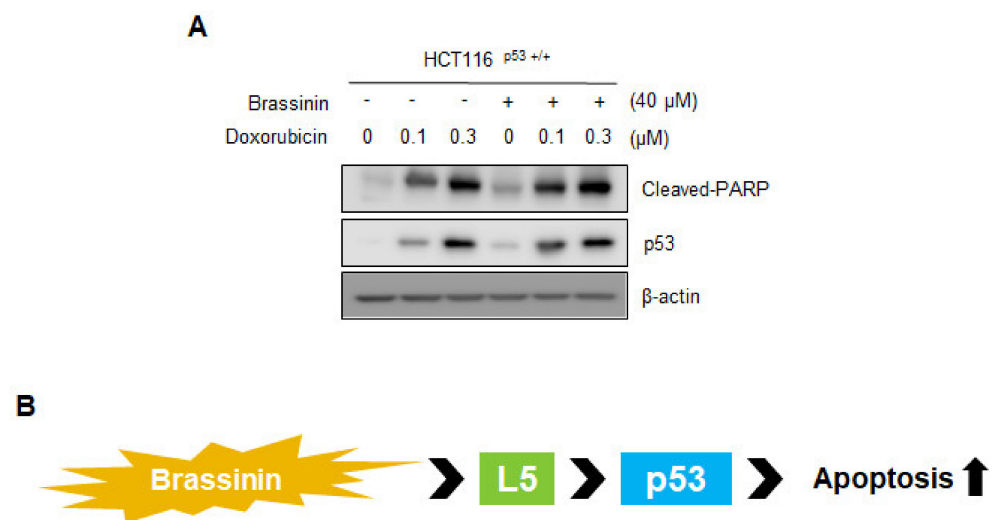 A
HCT116 p53 +/+
Brassinin - - - + + + (40 µM)
Doxorubicin 0 0.1 0.3 0 0.1 0.3 (µM)
Cleaved-PARP
p53
β-actin
B
Brassinin L5 p53 Apoptosis